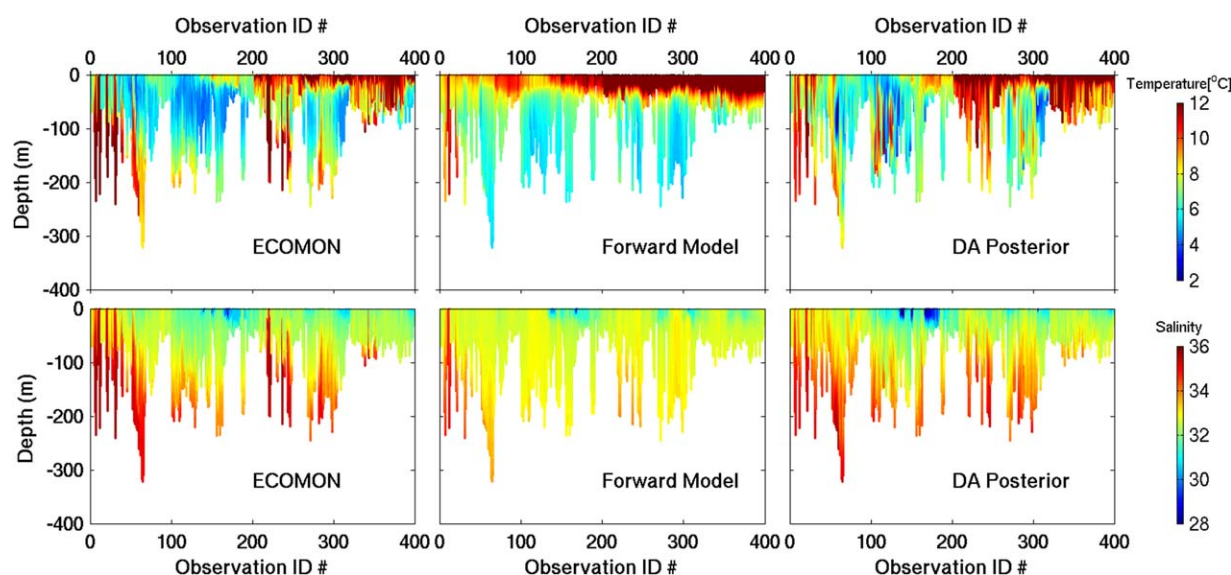 Observation ID # Observation ID # Observation ID #
0 100 200 300 400 0 100 200 300 400 0 100 200 300 400
Temperature[°C]
Depth (m)
0
-100
-200
-300
-400
ECOMON Forward Model DA Posterior
12
10
8
6
4
2
Depth (m)
0
-100
-200
-300
-400
ECOMON Forward Model DA Posterior
Salinity
36
34
32
30
28
0 100 200 300 400 0 100 200 300 400 0 100 200 300 400
Observation ID # Observation ID # Observation ID #